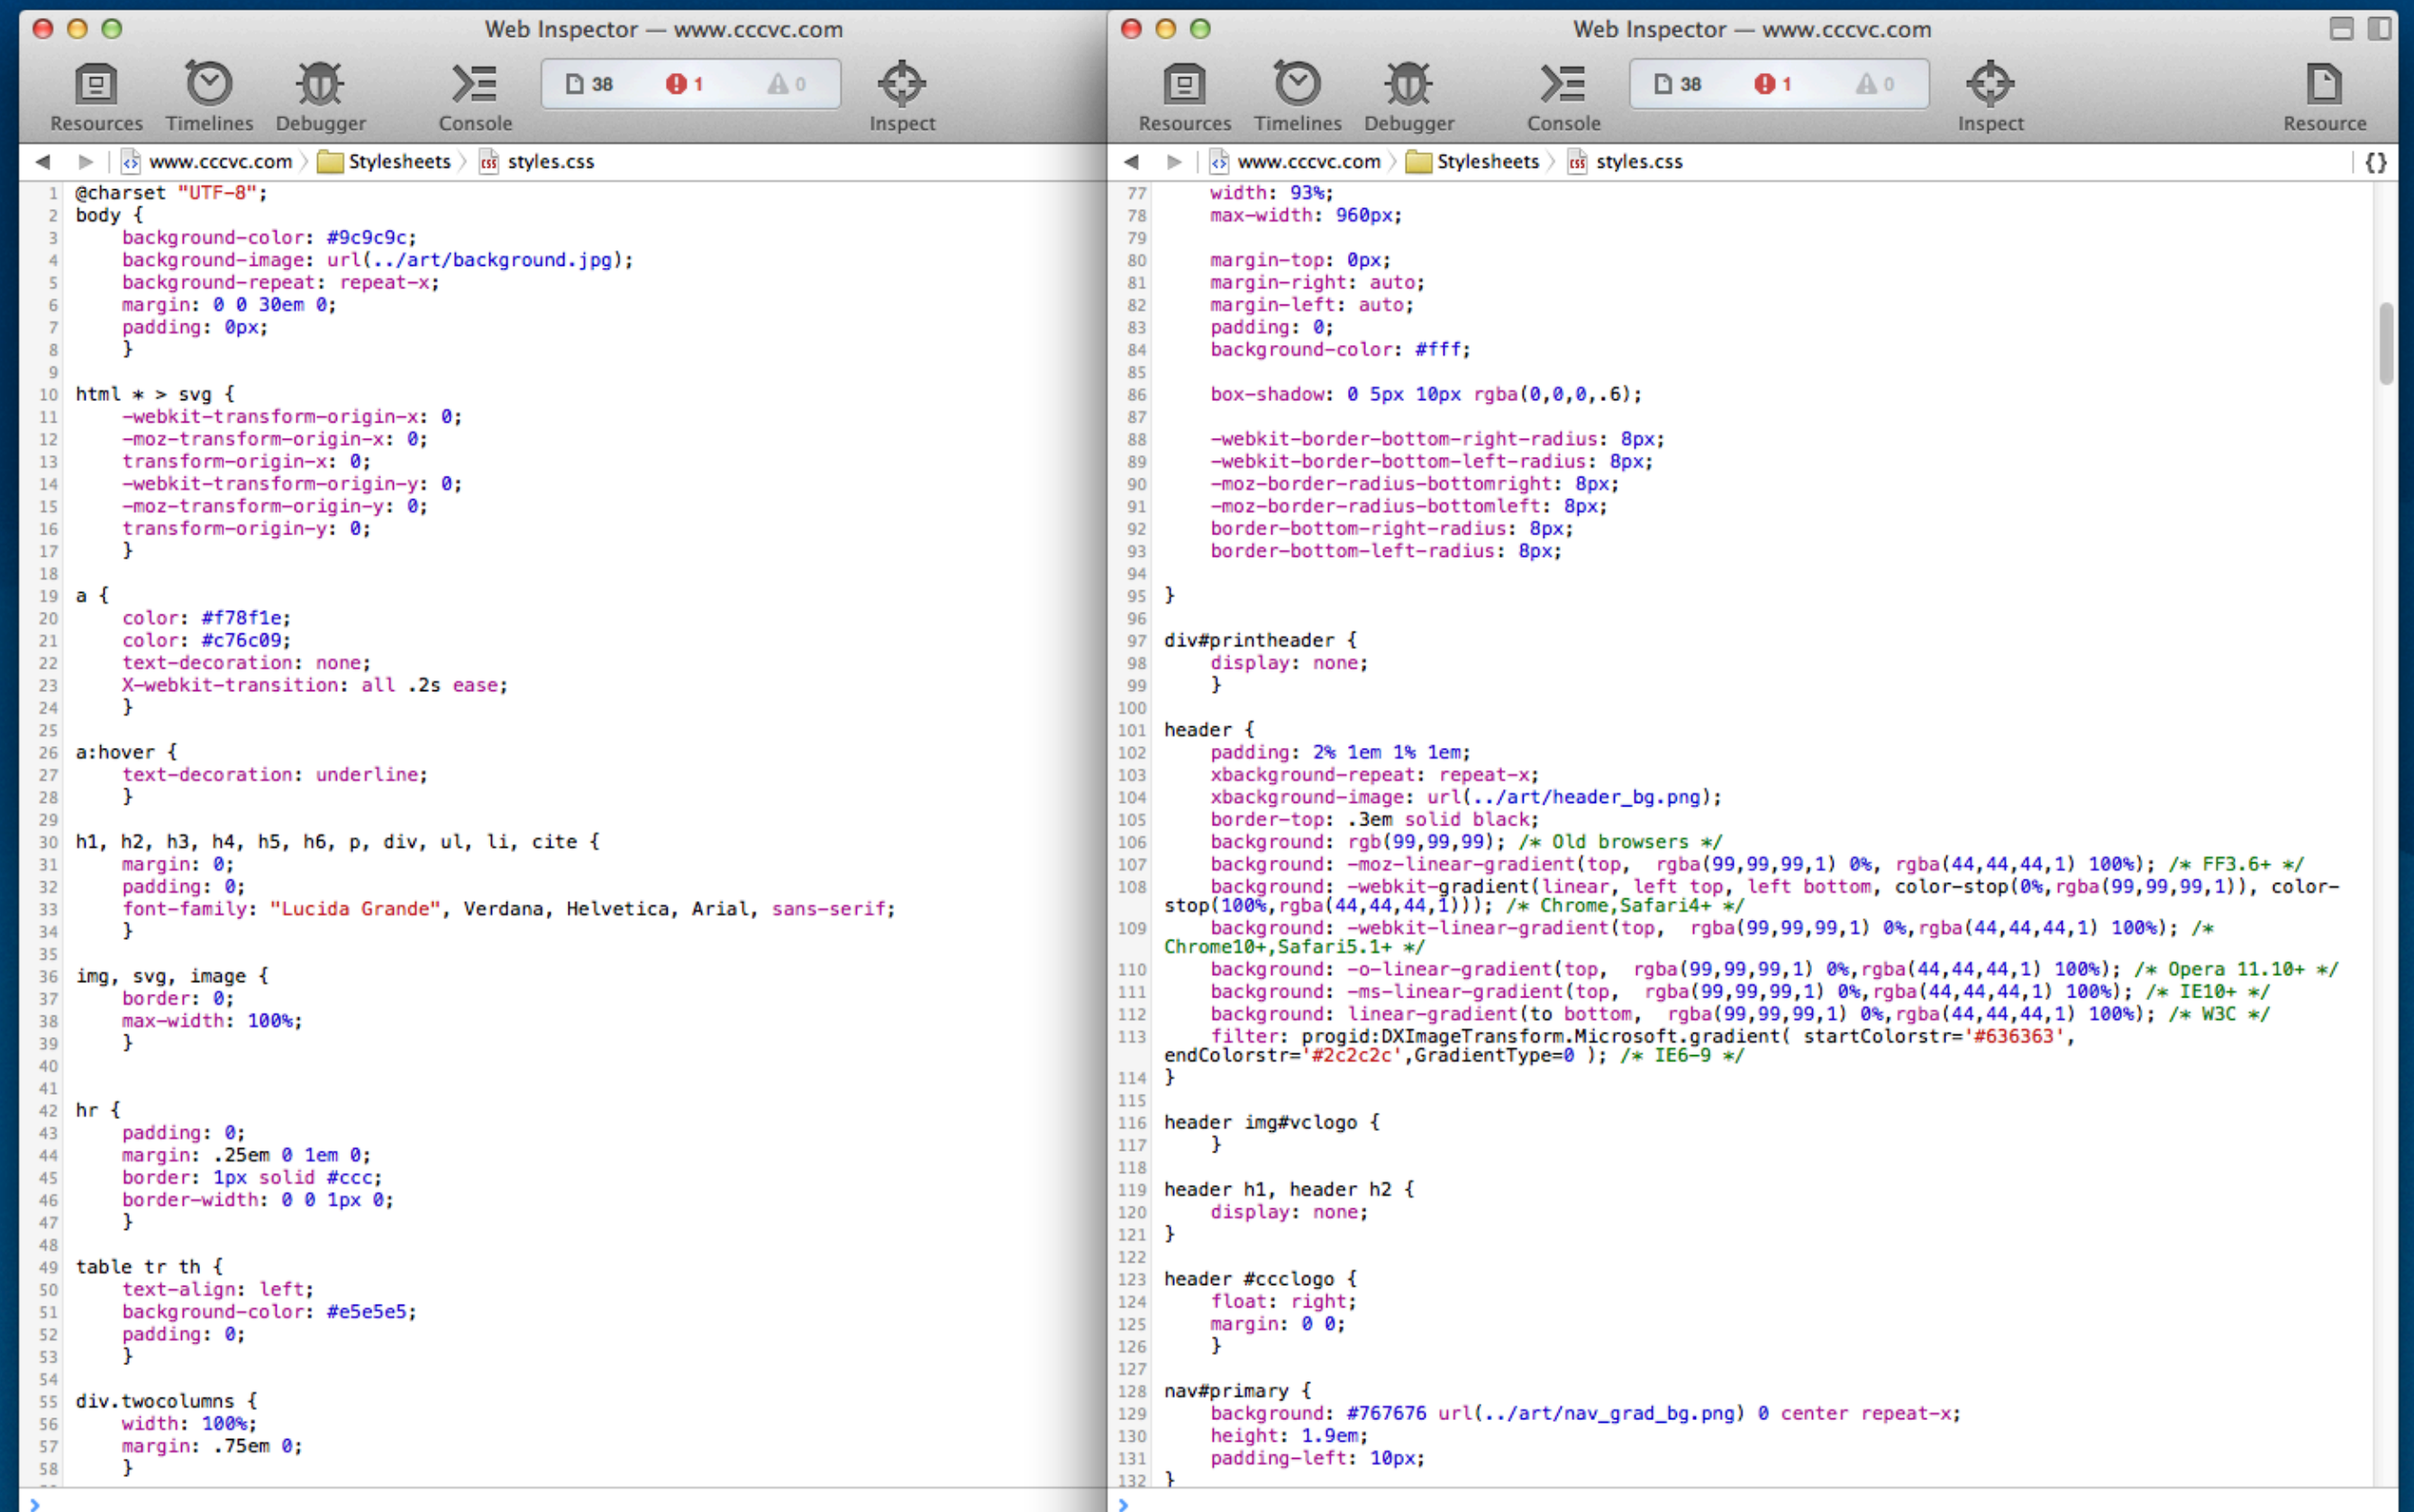 Web Inspector — www.cccvc.com
Resources Timelines Debugger Console 38 1 0 Inspect
www.cccvc.com Stylesheets css styles.css
1 @charset "UTF-8";
2 body {
3 background-color: #9c9c9c;
4 background-image: url(../art/background.jpg);
5 background-repeat: repeat-x;
6 margin: 0 0 30em 0;
7 padding: 0px;
8 }
9
10 html * > svg {
11 -webkit-transform-origin-x: 0;
12 -moz-transform-origin-x: 0;
13 transform-origin-x: 0;
14 -webkit-transform-origin-y: 0;
15 -moz-transform-origin-y: 0;
16 transform-origin-y: 0;
17 }
18
19 a {
20 color: #f78f1e;
21 color: #c76c09;
22 text-decoration: none;
23 X-webkit-transition: all .2s ease;
24 }
25
26 a:hover {
27 text-decoration: underline;
28 }
29
30 h1, h2, h3, h4, h5, h6, p, div, ul, li, cite {
31 margin: 0;
32 padding: 0;
33 font-family: "Lucida Grande", Verdana, Helvetica, Arial, sans-serif;
34 }
35
36 img, svg, image {
37 border: 0;
38 max-width: 100%;
39 }
40
41
42 hr {
43 padding: 0;
44 margin: .25em 0 1em 0;
45 border: 1px solid #ccc;
46 border-width: 0 0 1px 0;
47 }
48
49 table tr th {
50 text-align: left;
51 background-color: #e5e5e5;
52 padding: 0;
53 }
54
55 div.twocolumns {
56 width: 100%;
57 margin: .75em 0;
58 }
Web Inspector — www.cccvc.com
Resources Timelines Debugger Console 38 1 0 Inspect Resource
www.cccvc.com Stylesheets css styles.css {}
77 width: 93%;
78 max-width: 960px;
79
80 margin-top: 0px;
81 margin-right: auto;
82 margin-left: auto;
83 padding: 0;
84 background-color: #fff;
85
86 box-shadow: 0 5px 10px rgba(0,0,0,.6);
87
88 -webkit-border-bottom-right-radius: 8px;
89 -webkit-border-bottom-left-radius: 8px;
90 -moz-border-radius-bottomright: 8px;
91 -moz-border-radius-bottomleft: 8px;
92 border-bottom-right-radius: 8px;
93 border-bottom-left-radius: 8px;
94
95 }
96
97 div#printheader {
98 display: none;
99 }
100
101 header {
102 padding: 2% 1em 1% 1em;
103 xbackground-repeat: repeat-x;
104 xbackground-image: url(../art/header_bg.png);
105 border-top: .3em solid black;
106 background: rgb(99,99,99); /* Old browsers */
107 background: -moz-linear-gradient(top,  rgba(99,99,99,1) 0%, rgba(44,44,44,1) 100%); /* FF3.6+ */
108 background: -webkit-gradient(linear, left top, left bottom, color-stop(0%,rgba(99,99,99,1)), color-
stop(100%,rgba(44,44,44,1))); /* Chrome,Safari4+ */
109 background: -webkit-linear-gradient(top,  rgba(99,99,99,1) 0%,rgba(44,44,44,1) 100%); /*
Chrome10+,Safari5.1+ */
110 background: -o-linear-gradient(top,  rgba(99,99,99,1) 0%,rgba(44,44,44,1) 100%); /* Opera 11.10+ */
111 background: -ms-linear-gradient(top,  rgba(99,99,99,1) 0%,rgba(44,44,44,1) 100%); /* IE10+ */
112 background: linear-gradient(to bottom,  rgba(99,99,99,1) 0%,rgba(44,44,44,1) 100%); /* W3C */
113 filter: progid:DXImageTransform.Microsoft.gradient( startColorstr='#636363',
endColorstr='#2c2c2c',GradientType=0 ); /* IE6-9 */
114 }
115
116 header img#vclogo {
117 }
118
119 header h1, header h2 {
120 display: none;
121 }
122
123 header #ccclogo {
124 float: right;
125 margin: 0 0;
126 }
127
128 nav#primary {
129 background: #767676 url(../art/nav_grad_bg.png) 0 center repeat-x;
130 height: 1.9em;
131 padding-left: 10px;
132 }